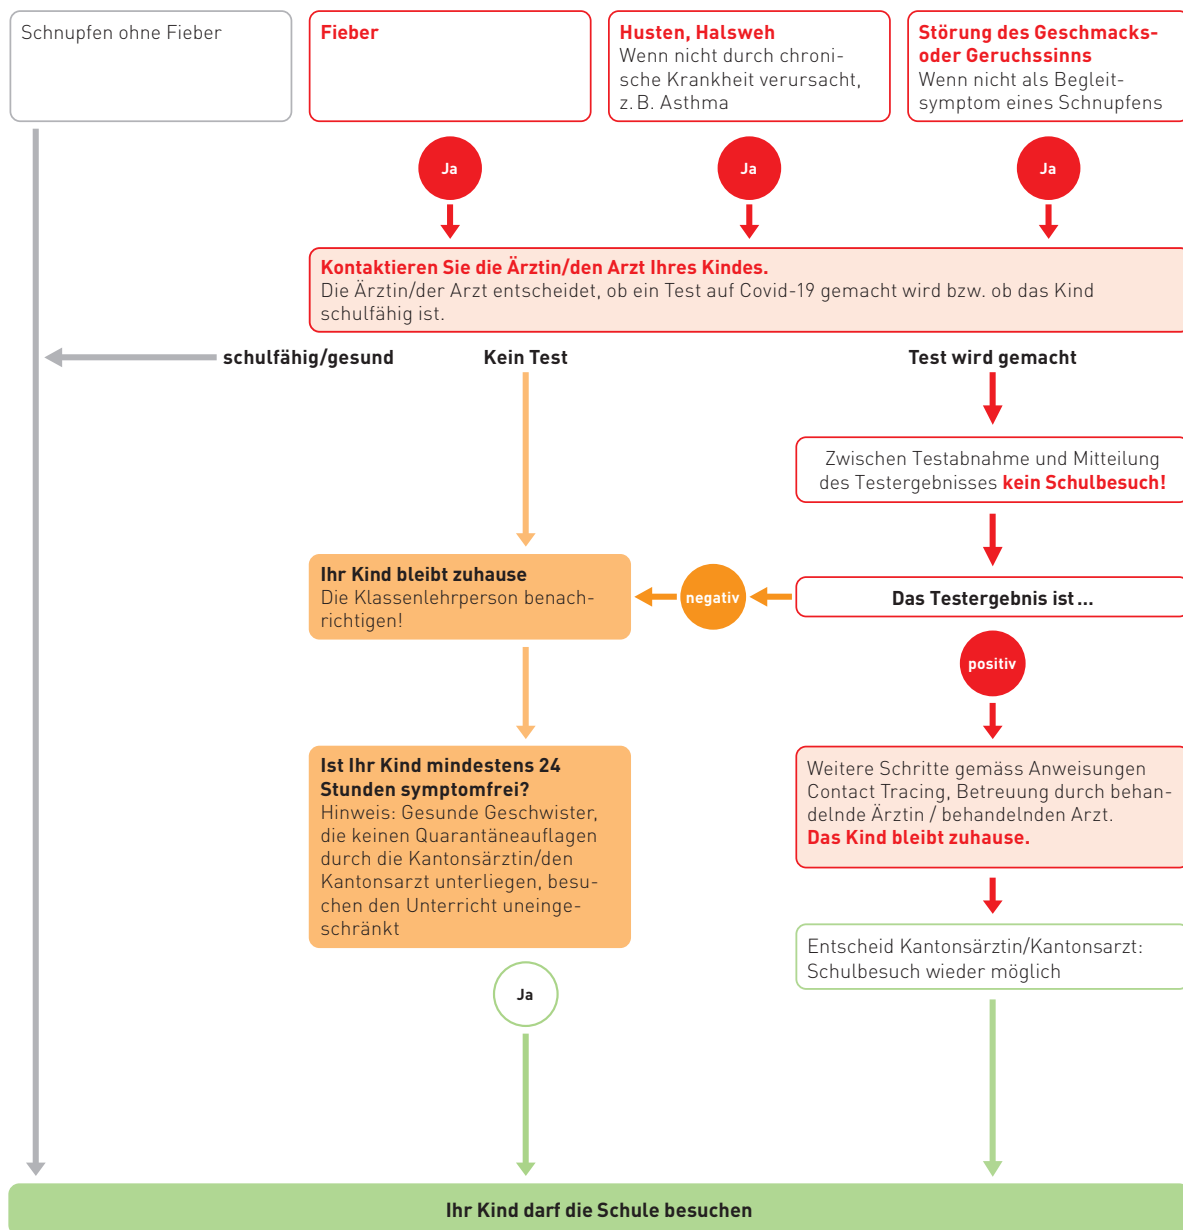 Schnupfen ohne Fieber
Fieber
Husten, Halsweh
Wenn nicht durch chroni-
sche Krankheit verursacht,
z. B. Asthma
Störung des Geschmacks-
oder Geruchssinns
Wenn nicht als Begleit-
symptom eines Schnupfens
Ja
Ja
Ja
Kontaktieren Sie die Ärztin/den Arzt Ihres Kindes.
Die Ärztin/der Arzt entscheidet, ob ein Test auf Covid-19 gemacht wird bzw. ob das Kind
schulfähig ist.
schulfähig/gesund
Kein Test
Test wird gemacht
Zwischen Testabnahme und Mitteilung
des Testergebnisses kein Schulbesuch!
Ihr Kind bleibt zuhause
Die Klassenlehrperson benach-
richtigen!
negativ
Das Testergebnis ist ...
positiv
Ist Ihr Kind mindestens 24
Stunden symptomfrei?
Hinweis: Gesunde Geschwister,
die keinen Quarantäneauflagen
durch die Kantonsärztin/den
Kantonsarzt unterliegen, besu-
chen den Unterricht uneinge-
schränkt
Weitere Schritte gemäss Anweisungen
Contact Tracing, Betreuung durch behan-
delnde Ärztin / behandelnden Arzt.
Das Kind bleibt zuhause.
Entscheid Kantonsärztin/Kantonsarzt:
Schulbesuch wieder möglich
Ja
Ihr Kind darf die Schule besuchen